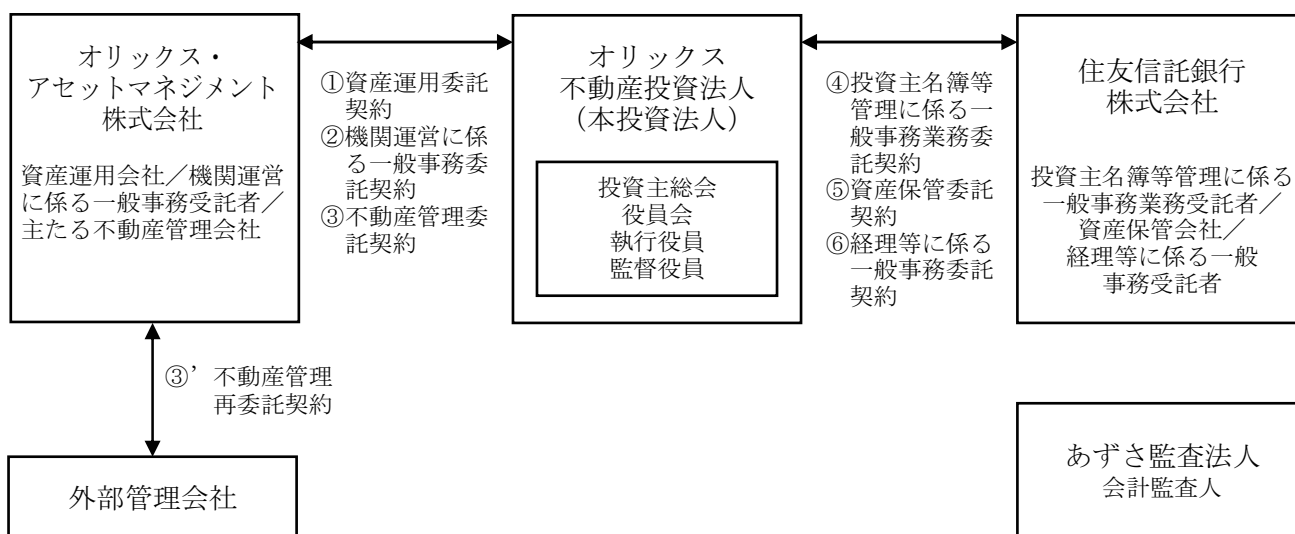 オリックス・
アセットマネジメント
株式会社
資産運用会社／機関運営
に係る一般事務受託者／
主たる不動産管理会社
①資産運用委託
契約
②機関運営に係
る一般事務委
託契約
③不動産管理委
託契約
オリックス
不動産投資法人
（本投資法人）
投資主総会
役員会
執行役員
監督役員
④投資主名簿等
管理に係る一
般事務業務委
託契約
⑤資産保管委託
契約
⑥経理等に係る
一般事務委託
契約
住友信託銀行
株式会社
投資主名簿等管理に係る
一般事務業務受託者／
資産保管会社／
経理等に係る一般
事務受託者
③’不動産管理
再委託契約
外部管理会社
あずさ監査法人
会計監査人